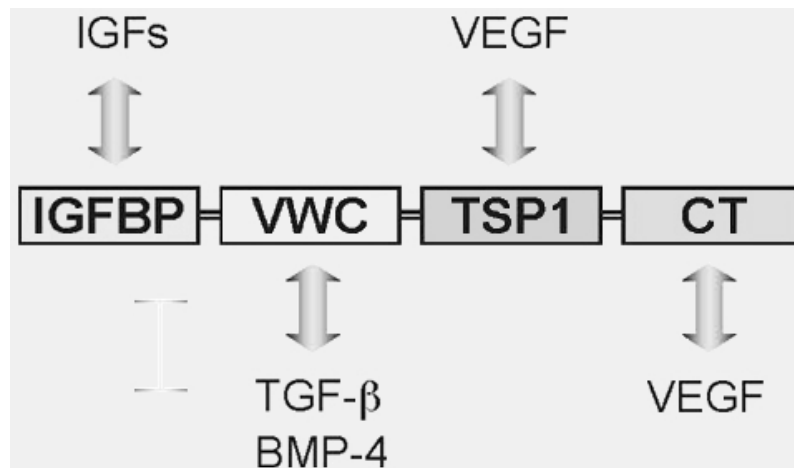 IGFs VEGF
IGFBP VWC TSP1 CT
TGF-β VEGF
BMP-4